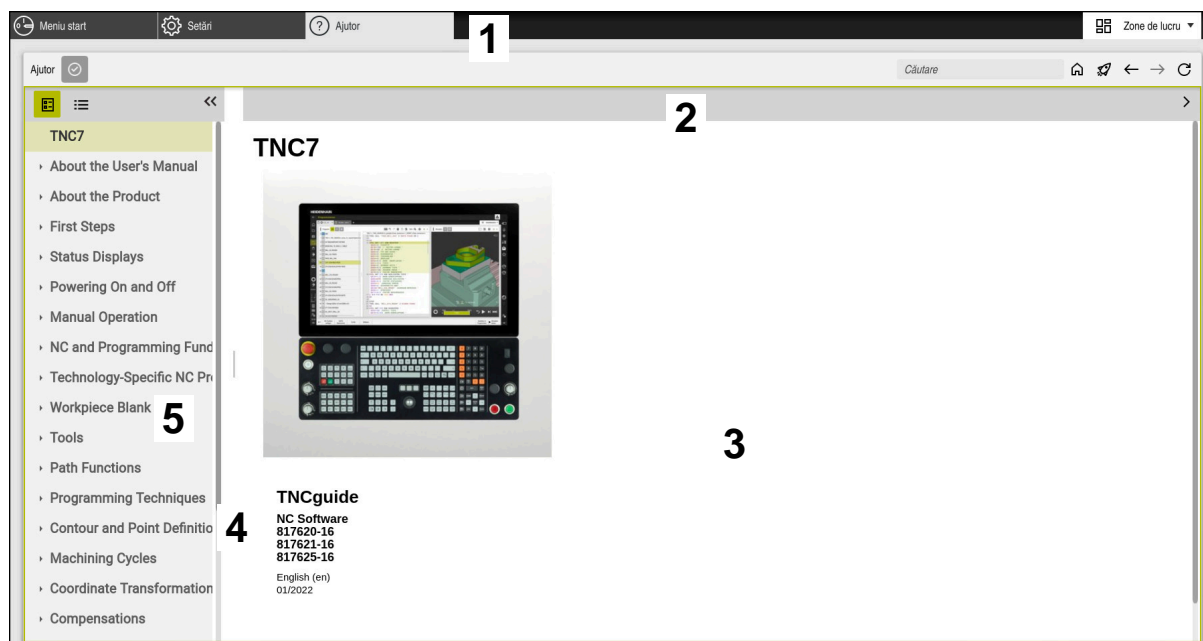 Meniu start
Setări
Ajutor
1
Zone de lucru
Ajutor
Căutare
2
TNC7
About the User's Manual
About the Product
First Steps
Status Displays
Powering On and Off
Manual Operation
NC and Programming Fund
Technology-Specific NC Pr
Workpiece Blank
5
Tools
Path Functions
Programming Techniques
Contour and Point Definitio
4
Machining Cycles
Coordinate Transformation
Compensations
TNC7
HEIDENHAIN
3
TNCguide
NC Software
817620-16
817621-16
817625-16
English (en)
01/2022